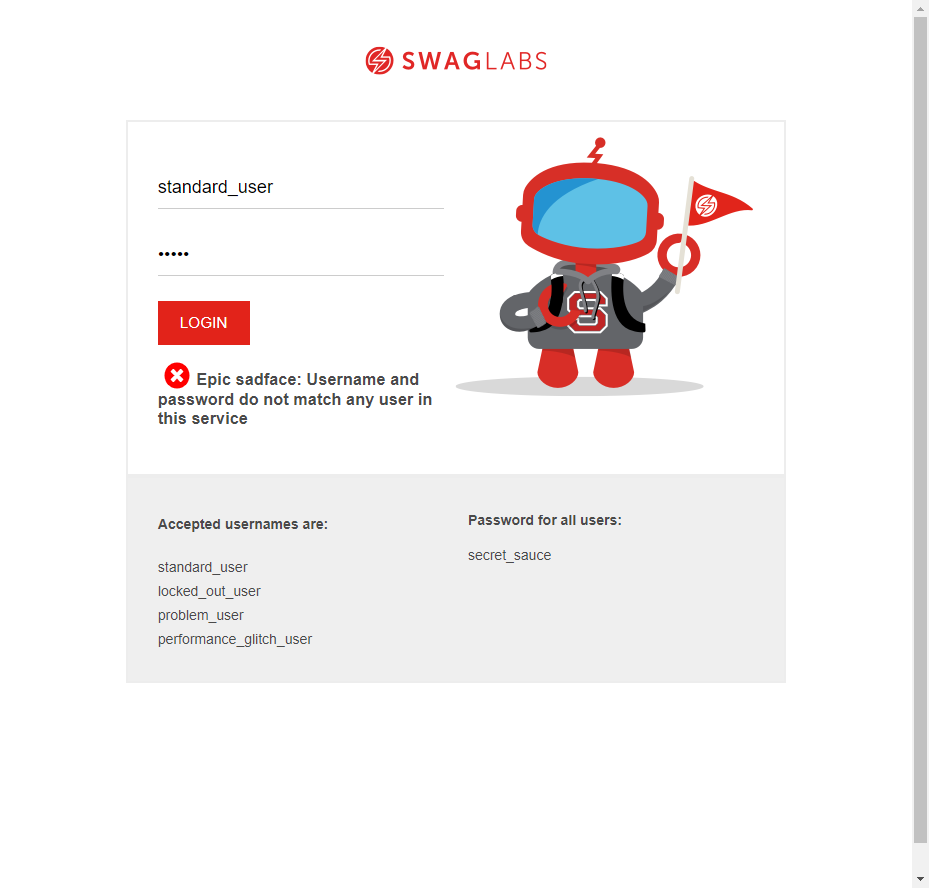 SWAGLABS
standard_user
•••••
LOGIN
Epic sadface: Username and
password do not match any user in
this service
S
Accepted usernames are:
standard_user
locked_out_user
problem_user
performance_glitch_user
Password for all users:
secret_sauce